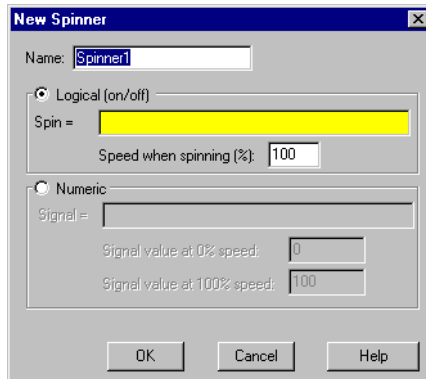 New Spinner
Name: Spinner1
Logical (on/off)
Spin =
Speed when spinning (%): 100
Numeric
Signal =
Signal value at 0% speed: 0
Signal value at 100% speed: 100
OK Cancel Help